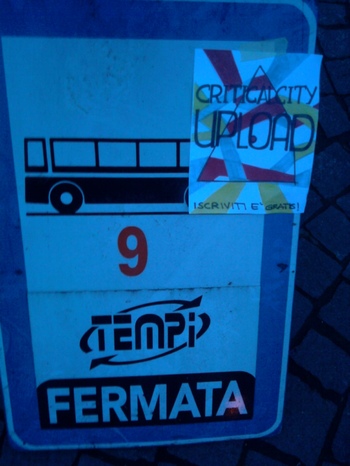 CRITICALCITY
UPLOAD
ISCRIVITI E' GRATIS!
9
TEMPi
FERMATA